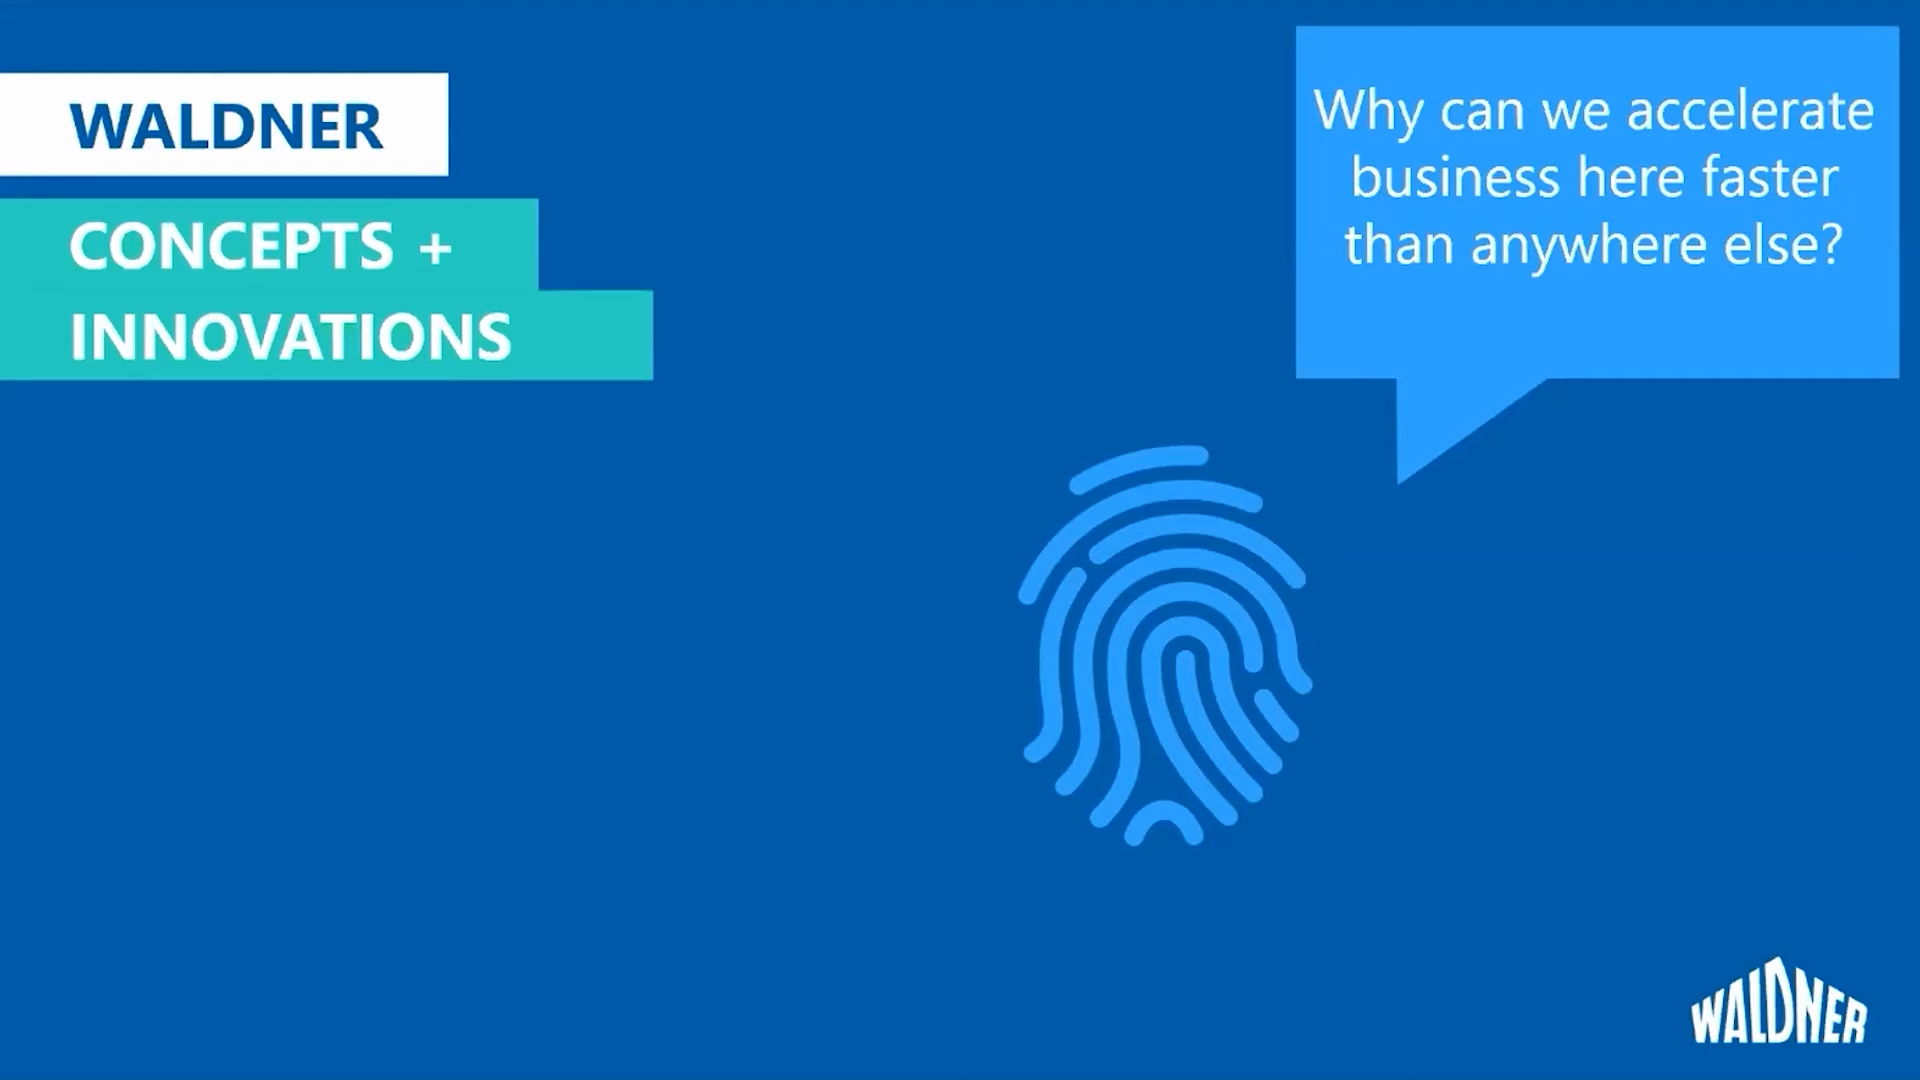 WALDNER
CONCEPTS +
INNOVATIONS
Why can we accelerate
business here faster
than anywhere else?
WALDNER